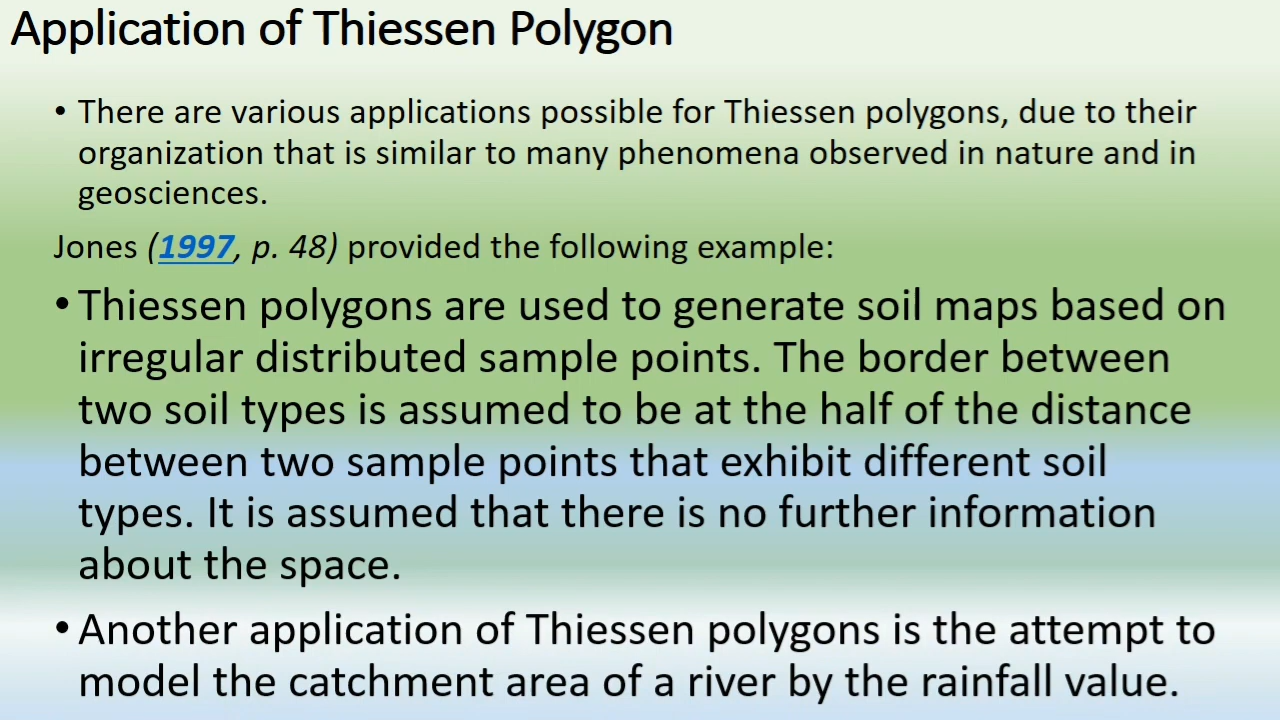 Application of Thiessen Polygon
• There are various applications possible for Thiessen polygons, due to their
organization that is similar to many phenomena observed in nature and in
geosciences.
Jones (1997, p. 48) provided the following example:
• Thiessen polygons are used to generate soil maps based on
irregular distributed sample points. The border between
two soil types is assumed to be at the half of the distance
between two sample points that exhibit different soil
types. It is assumed that there is no further information
about the space.
• Another application of Thiessen polygons is the attempt to
model the catchment area of a river by the rainfall value.